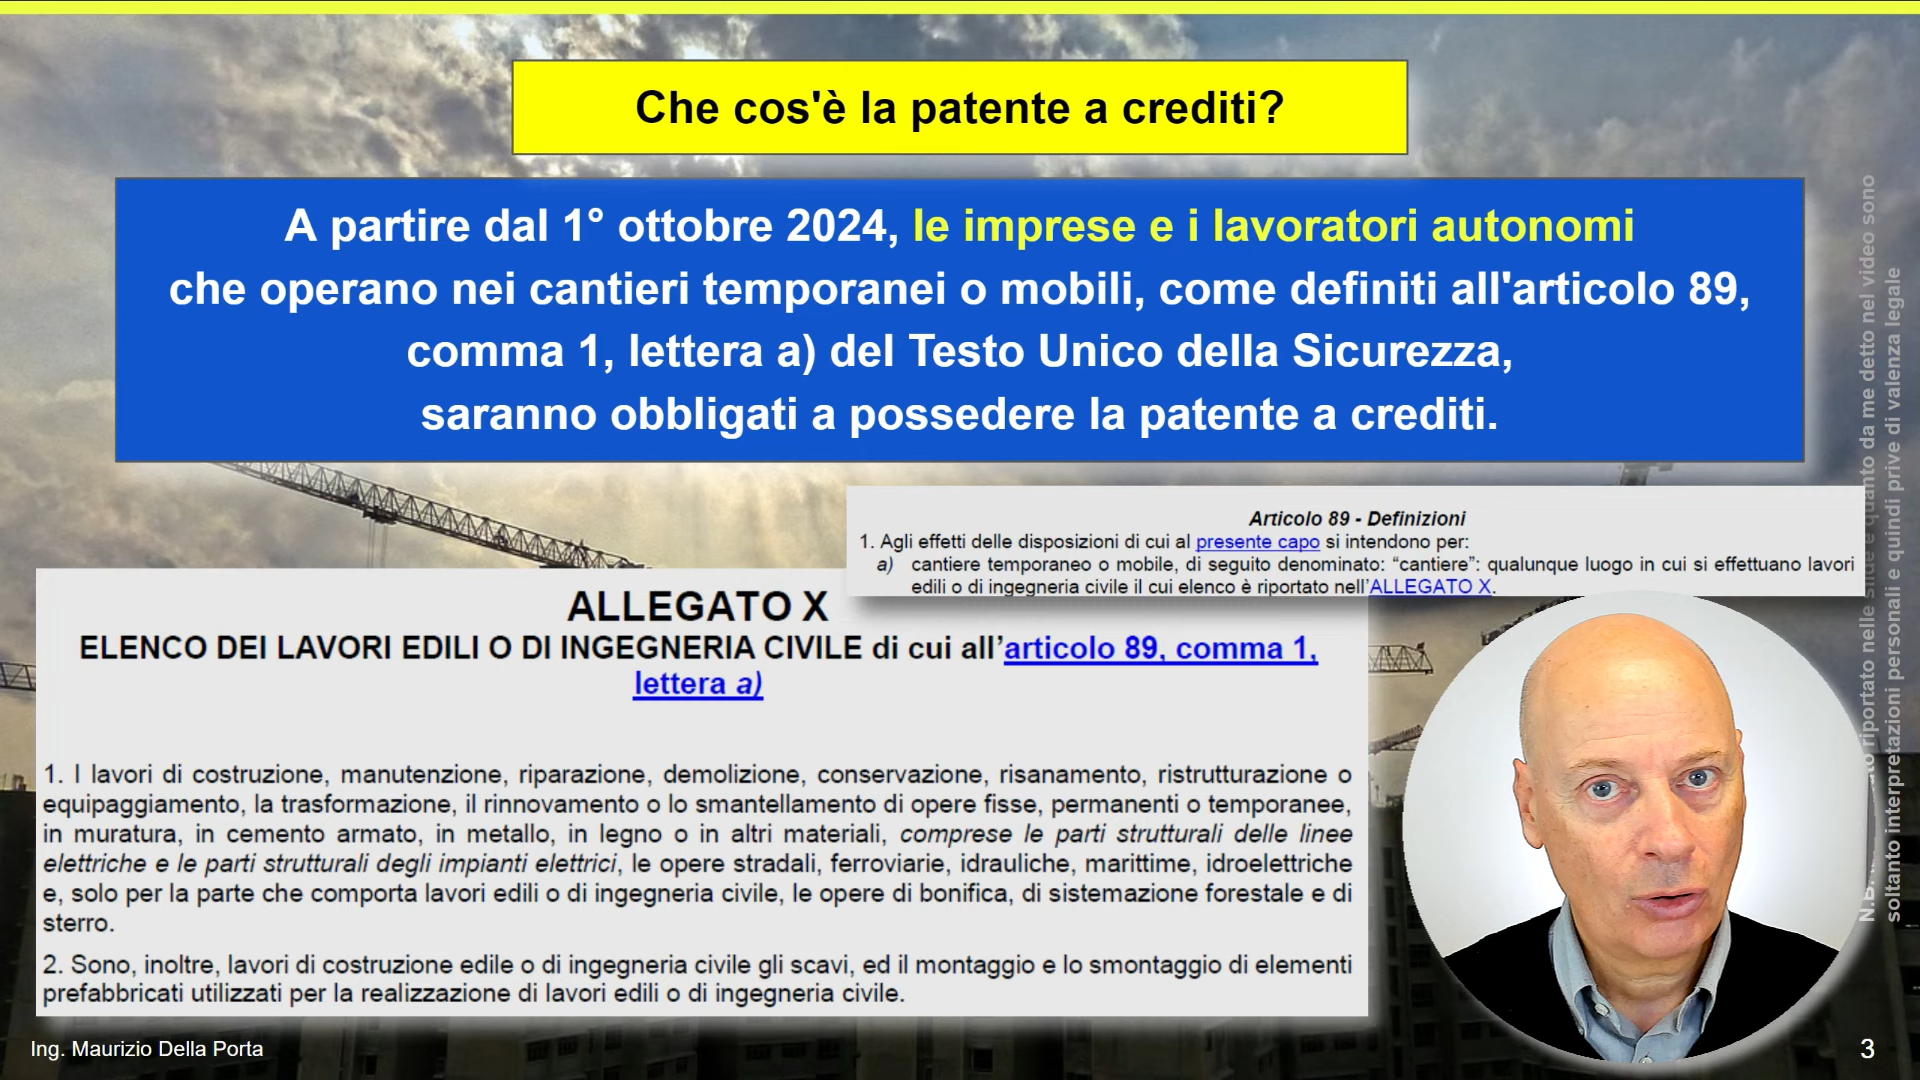 Che cos'è la patente a crediti?
A partire dal 1° ottobre 2024, le imprese e i lavoratori autonomi
che operano nei cantieri temporanei o mobili, come definiti all'articolo 89,
comma 1, lettera a) del Testo Unico della Sicurezza,
saranno obbligati a possedere la patente a crediti.
Articolo 89 - Definizioni
1. Agli effetti delle disposizioni di cui al presente capo si intendono per:
a) cantiere temporaneo o mobile, di seguito denominato: “cantiere”: qualunque luogo in cui si effettuano lavori
edili o di ingegneria civile il cui elenco è riportato nell’ALLEGATO X.
ALLEGATO X
ELENCO DEI LAVORI EDILI O DI INGEGNERIA CIVILE di cui all’articolo 89, comma 1,
lettera a)
1. I lavori di costruzione, manutenzione, riparazione, demolizione, conservazione, risanamento, ristrutturazione o
equipaggiamento, la trasformazione, il rinnovamento o lo smantellamento di opere fisse, permanenti o temporanee,
in muratura, in cemento armato, in metallo, in legno o in altri materiali, comprese le parti strutturali delle linee
elettriche e le parti strutturali degli impianti elettrici, le opere stradali, ferroviarie, idrauliche, marittime, idroelettriche
e, solo per la parte che comporta lavori edili o di ingegneria civile, le opere di bonifica, di sistemazione forestale e di
sterro.
2. Sono, inoltre, lavori di costruzione edile o di ingegneria civile gli scavi, ed il montaggio e lo smontaggio di elementi
prefabbricati utilizzati per la realizzazione di lavori edili o di ingegneria civile.
N.B. riportato nelle slide e quanto da me detto nel video sono
soltanto interpretazioni personali e quindi prive di valenza legale
Ing. Maurizio Della Porta
3